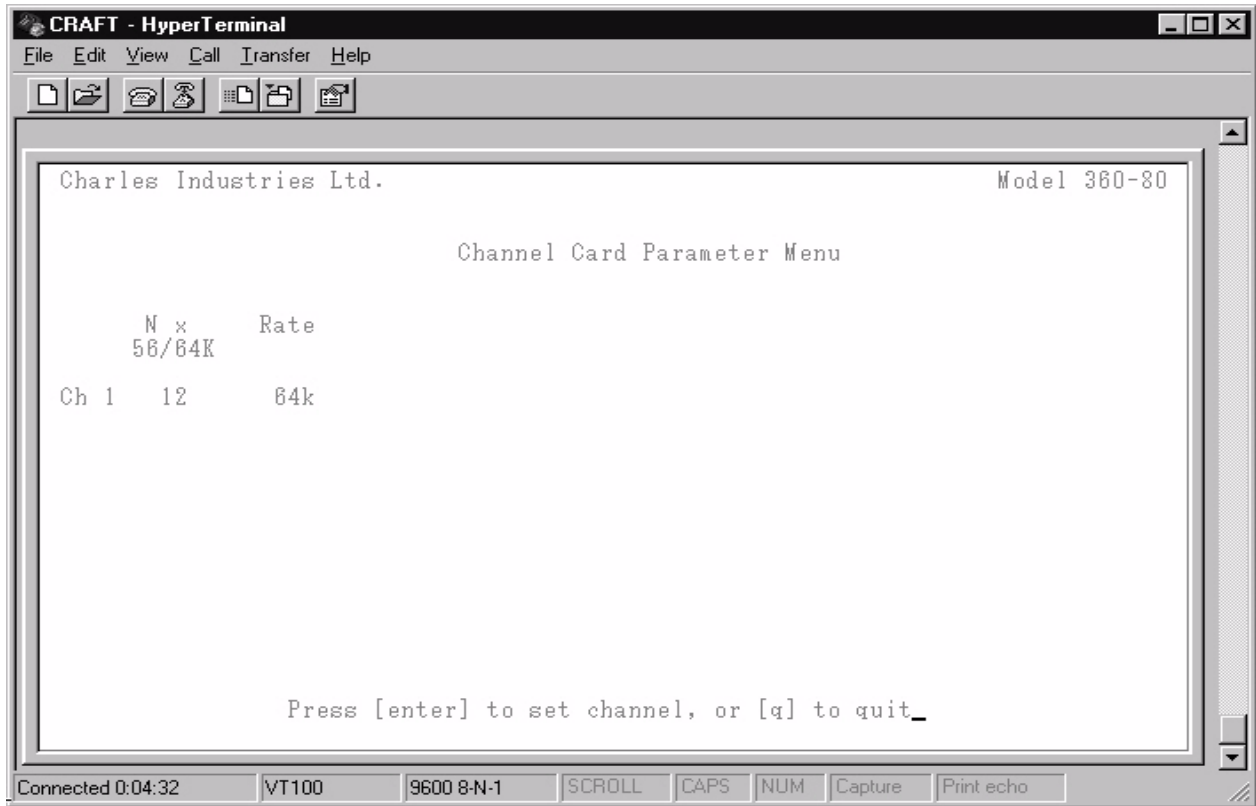 CRAFT - HyperTerminal
File Edit View Call Transfer Help
Charles Industries Ltd. Model 360-80
Channel Card Parameter Menu
N x Rate
56/64K
Ch 1 12 64k
Press [enter] to set channel, or [q] to quit_
Connected 0:04:32 VT100 9600 8-N-1 SCROLL CAPS NUM Capture Print echo